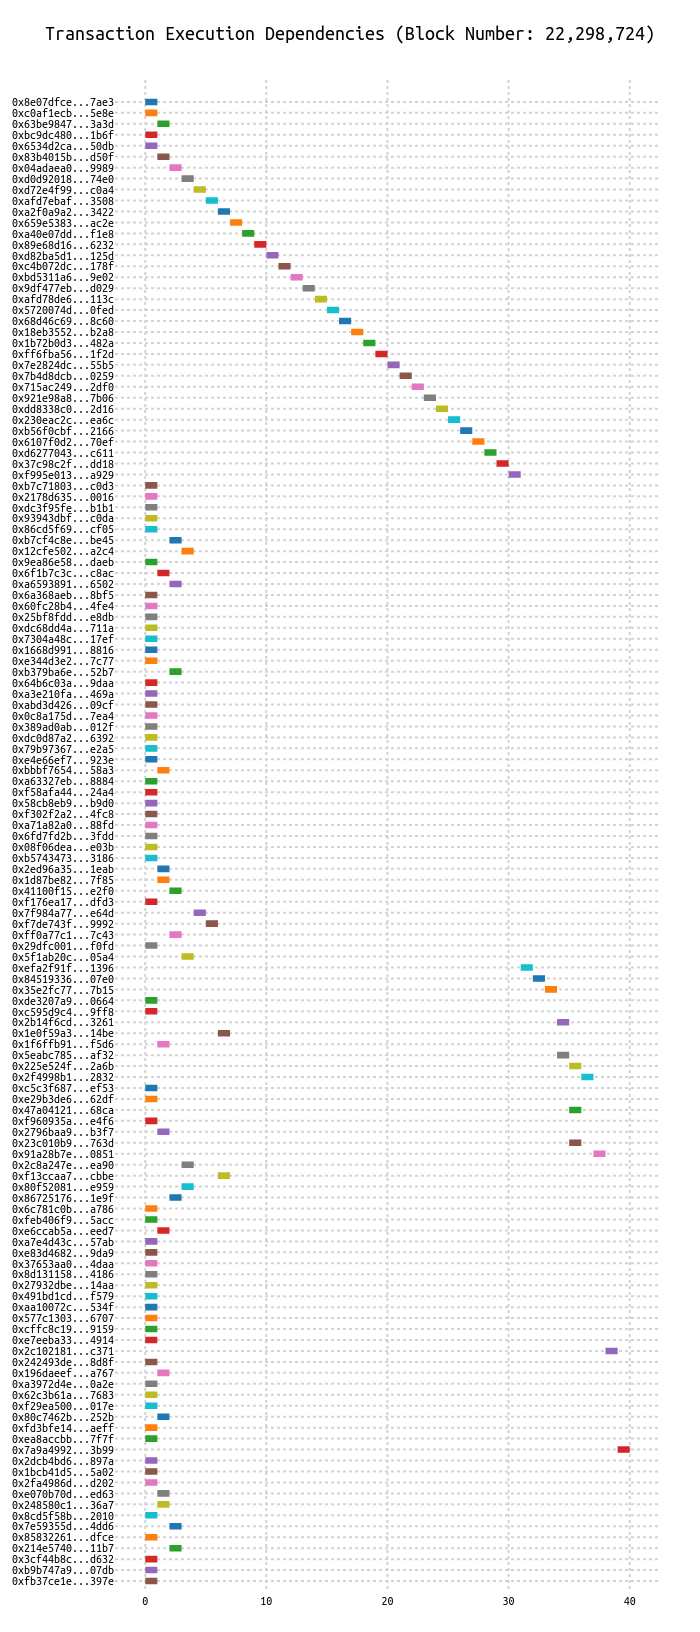 Transaction Execution Dependencies (Block Number: 22,298,724)
0x8e07dfce...7ae3
0xc0af1ecb...5e8e
0x63be9847...3a3d
0xbc9dc480...1b6f
0x6534d2ca...50db
0x83b4015b...d50f
0x04adaea0...9989
0xd0d92018...74e0
0xd72e4f99...c0a4
0xafd7ebaf...3508
0xa2f0a9a2...3422
0x659e5383...ac2e
0xa40e07dd...f1e8
0x89e68d16...6232
0xd82ba5d1...125d
0xc4b072dc...178f
0xbd5311a6...9e02
0x9df477eb...d029
0xafd78de6...113c
0x5720074d...0fed
0x68d46c69...8c60
0x18eb3552...b2a8
0x1b72b0d3...482a
0xff6fba56...1f2d
0x7e2824dc...55b5
0x7b4d8dcb...0259
0x715ac249...2df0
0x921e98a8...7b06
0xdd8338c0...2d16
0x230eac2c...ea6c
0xb56f0cbf...2166
0x6107f0d2...70ef
0xd6277043...c611
0x37c98c2f...dd18
0xf995e013...a929
0xb7c71803...c0d3
0x2178d635...0016
0xdc3f95fe...b1b1
0x93943dbf...c0da
0x86cd5f69...cf05
0xb7cf4c8e...be45
0x12cfe502...a2c4
0x9ea86e58...daeb
0x6f1b7c3c...c8ac
0xa6593891...6502
0x6a368aeb...8bf5
0x60fc28b4...4fe4
0x25bf8fdd...e8db
0xdc68dd4a...711a
0x7304a48c...17ef
0x1668d991...8816
0xe344d3e2...7c77
0xb379ba6e...52b7
0x64b6c03a...9daa
0xa3e210fa...469a
0xabd3d426...09cf
0x0c8a175d...7ea4
0x389ad0ab...012f
0xdc0d87a2...6392
0x79b97367...e2a5
0xe4e66ef7...923e
0xbbbf7654...58a3
0xa63327eb...8884
0xf58afa44...24a4
0x58cb8eb9...b9d0
0xf302f2a2...4fc8
0xa71a82a0...88fd
0x6fd7fd2b...3fdd
0x08f06dea...e03b
0xb5743473...3186
0x2ed96a35...1eab
0x1d87be82...7f85
0x41100f15...e2f0
0xf176ea17...dfd3
0x7f984a77...e64d
0xf7de743f...9992
0xff0a77c1...7c43
0x29dfc001...f0fd
0x5f1ab20c...05a4
0xefa2f91f...1396
0x84519336...07e0
0x35e2fc77...7b15
0xde3207a9...0664
0xc595d9c4...9ff8
0x2b14f6cd...3261
0x1e0f59a3...14be
0x1f6ffb91...f5d6
0x5eabc785...af32
0x225e524f...2a6b
0x2f4998b1...2832
0xc5c3f687...ef53
0xe29b3de6...62df
0x47a04121...68ca
0xf960935a...e4f6
0x2796baa9...b3f7
0x23c010b9...763d
0x91a28b7e...0851
0x2c8a247e...ea90
0xf13ccaa7...cbbe
0x80f52081...e959
0x86725176...1e9f
0x6c781c0b...a786
0xfeb406f9...5acc
0xe6ccab5a...eed7
0xa7e4d43c...57ab
0xe83d4682...9da9
0x37653aa0...4daa
0x8d131158...4186
0x27932dbe...14aa
0x491bd1cd...f579
0xaa10072c...534f
0x577c1303...6707
0xcffc8c19...9159
0xe7eeba33...4914
0x2c102181...c371
0x242493de...8d8f
0x196daeef...a767
0xa3972d4e...0a2e
0x62c3b61a...7683
0xf29ea500...017e
0x80c7462b...252b
0xfd3bfe14...aeff
0xea8accbb...7f7f
0x7a9a4992...3b99
0x2dcb4bd6...897a
0x1bcb41d5...5a02
0x2fa4986d...d202
0xe070b70d...ed63
0x248580c1...36a7
0x8cd5f58b...2010
0x7e59355d...4dd6
0x85832261...dfce
0x214e5740...11b7
0x3cf44b8c...d632
0xb9b747a9...07db
0xfb37ce1e...397e
0 10 20 30 40